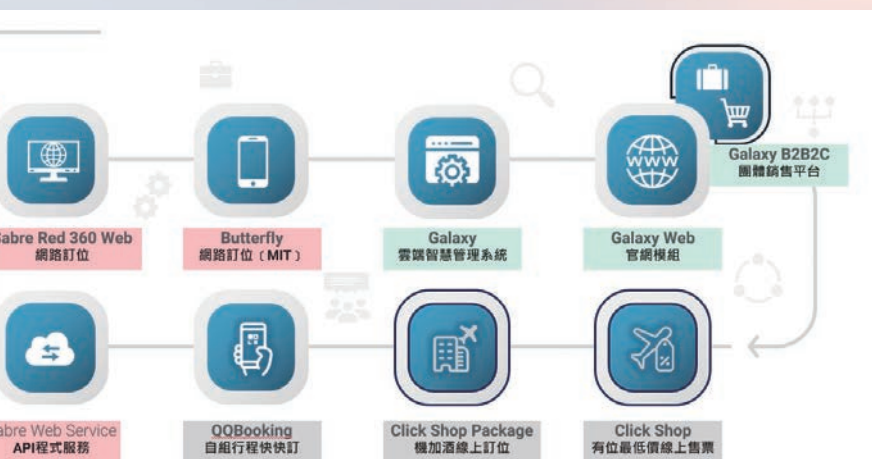 Sabre Red 360 Web
網路訂位
Butterfly
網路訂位（MIT）
Galaxy
雲端智慧管理系統
WWW
Galaxy Web
官網模組
Galaxy B2B2C
團體銷售平台
abre Web Service
API程式服務
QQBooking
自組行程快快訂
Click Shop Package
機加酒線上訂位
Click Shop
有位最低價線上售票